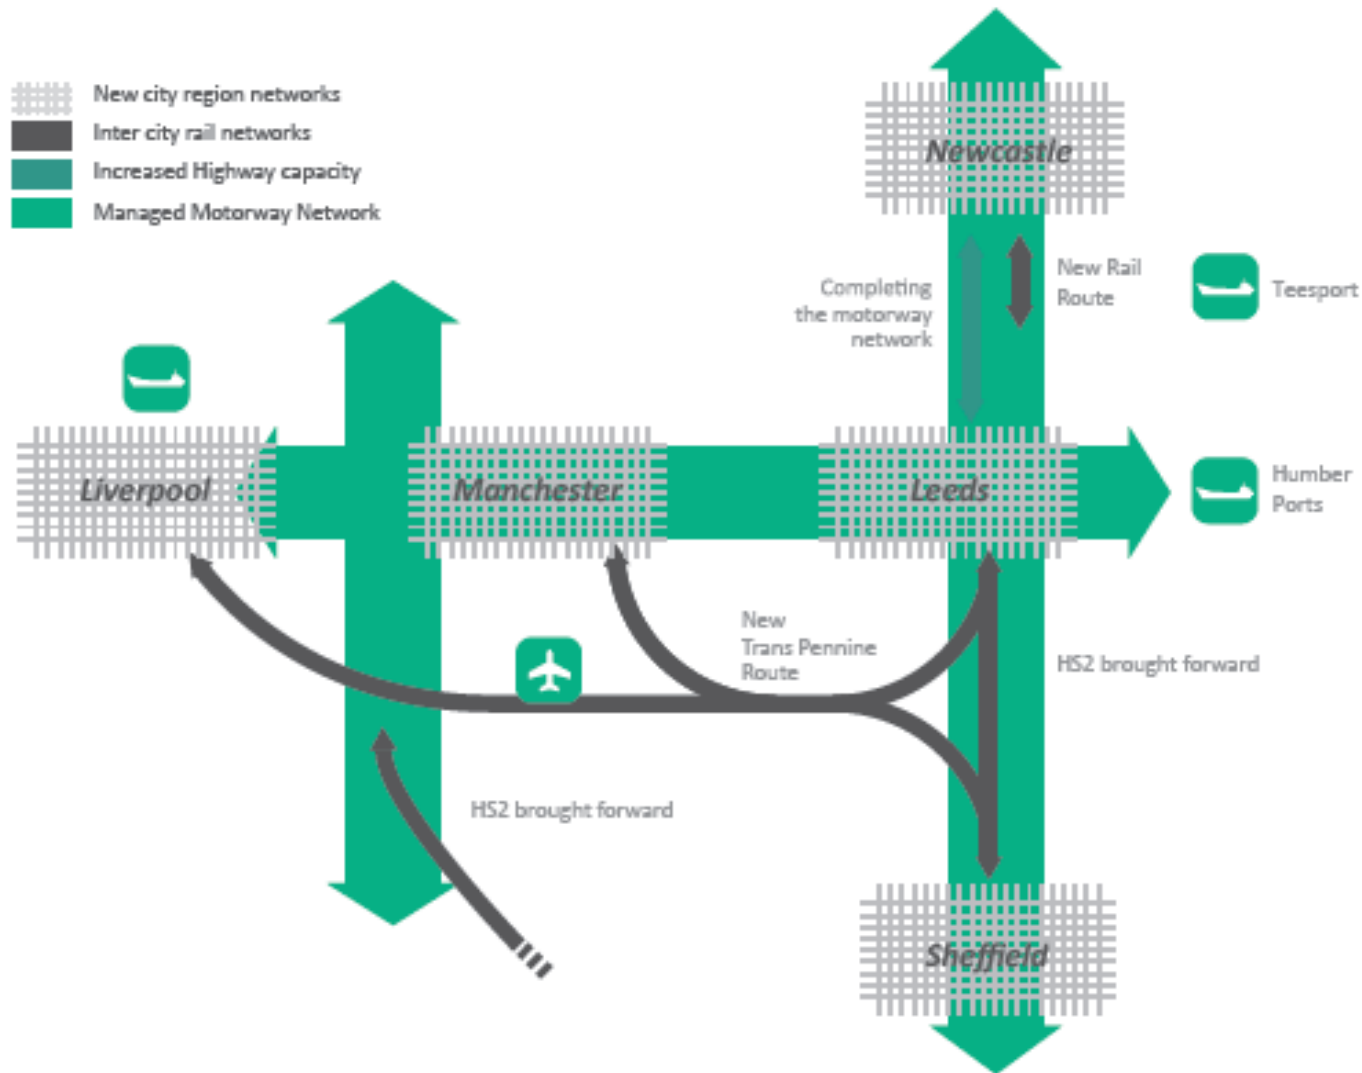 New city region networks
Inter city rail networks
Increased Highway capacity
Managed Motorway Network
Newcastle
Completing
the motorway
network
New Rail
Route
Teesport
Liverpool
Manchester
Leeds
Humber
Ports
New
Trans Pennine
Route
HS2 brought forward
HS2 brought forward
Sheffield